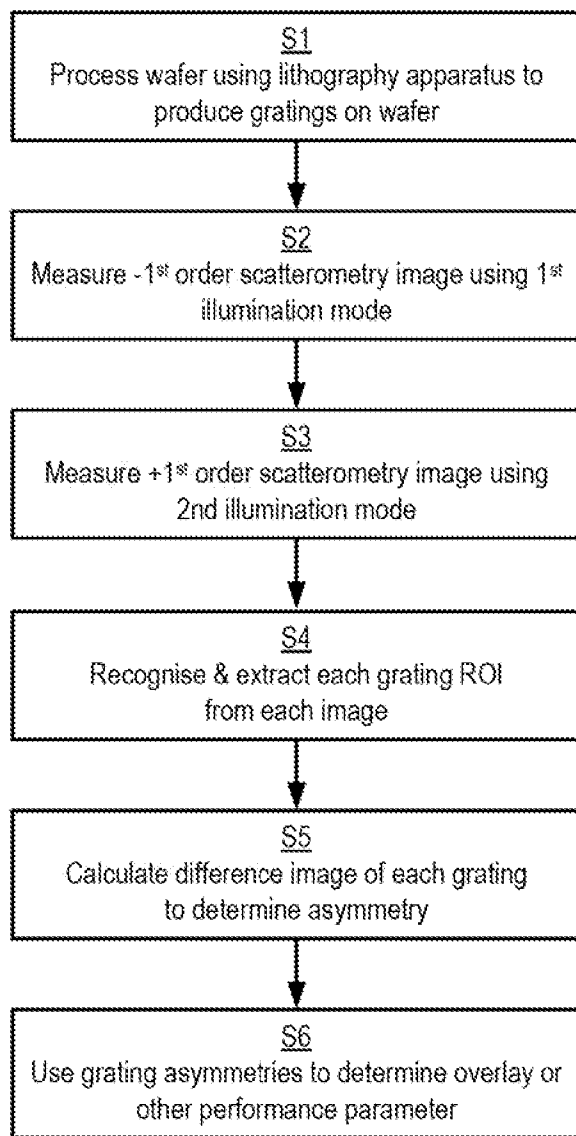 S1
Process wafer using lithography apparatus to
produce gratings on wafer
S2
Measure -1st order scatterometry image using 1st
illumination mode
S3
Measure +1st order scatterometry image using
2nd illumination mode
S4
Recognise & extract each grating ROI
from each image
S5
Calculate difference image of each grating
to determine asymmetry
S6
Use grating asymmetries to determine overlay or
other performance parameter